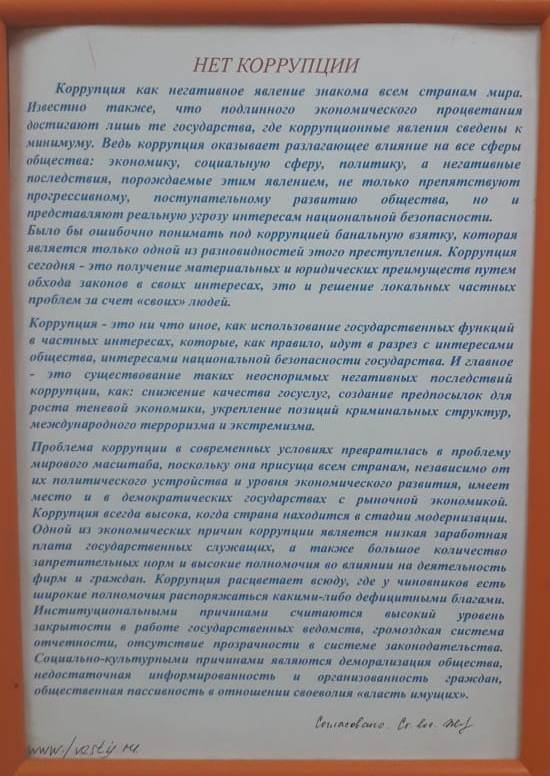 НЕТ КОРРУПЦИИ
Коррупция как негативное явление знакома всем странам мира.
Известно также, что подлинного экономического процветания
достигают лишь те государства, где коррупционные явления сведены к
минимуму. Ведь коррупция оказывает разлагающее влияние на все сферы
общества: экономику, социальную сферу, политику, а негативные
последствия, порождаемые этим явлением, не только препятствуют
прогрессивному, поступательному развитию общества, но и
представляют реальную угрозу интересам национальной безопасности.
Было бы ошибочно понимать под коррупцией банальную взятку, которая
является только одной из разновидностей этого преступления. Коррупция
сегодня - это получение материальных и юридических преимуществ путем
обхода законов в своих интересах, это и решение локальных частных
проблем за счет «своих» людей.
Коррупция - это ни что иное, как использование государственных функций
в частных интересах, которые, как правило, идут в разрез с интересами
общества, интересами национальной безопасности государства. И главное
- это существование таких неоспоримых негативных последствий
коррупции, как: снижение качества госуслуг, создание предпосылок для
роста теневой экономики, укрепление позиций криминальных структур,
международного терроризма и экстремизма.
Проблема коррупции в современных условиях превратилась в проблему
мирового масштаба, поскольку она присуща всем странам, независимо от
их политического устройства и уровня экономического развития, имеет
место и в демократических государствах с рыночной экономикой.
Коррупция всегда высока, когда страна находится в стадии модернизации.
Одной из экономических причин коррупции является низкая заработная
плата государственных служащих, а также большое количество
запретительных норм и высокие полномочия во влиянии на деятельность
фирм и граждан. Коррупция расцветает всюду, где у чиновников есть
широкие полномочия распоряжаться какими-либо дефицитными благами.
Институциональными причинами считаются высокий уровень
закрытости в работе государственных ведомств, громоздкая система
отчетности, отсутствие прозрачности в системе законодательства.
Социально-культурными причинами являются деморализация общества,
недостаточная информированность и организованность граждан,
общественная пассивность в отношении своеволия «власть имущих».
Согласовано. Ст.